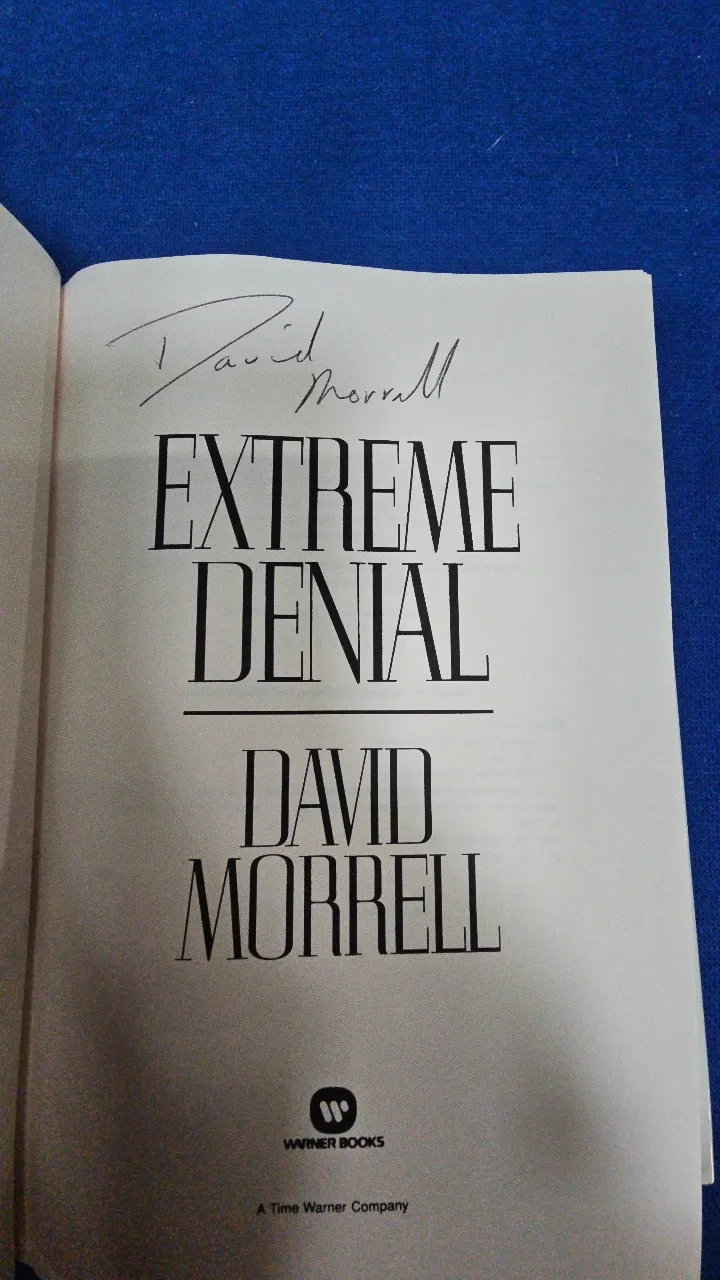 David
Morrell
EXTREME
DENIAL
DAVID
MORRELL
WARNER BOOKS
A Time Warner Company